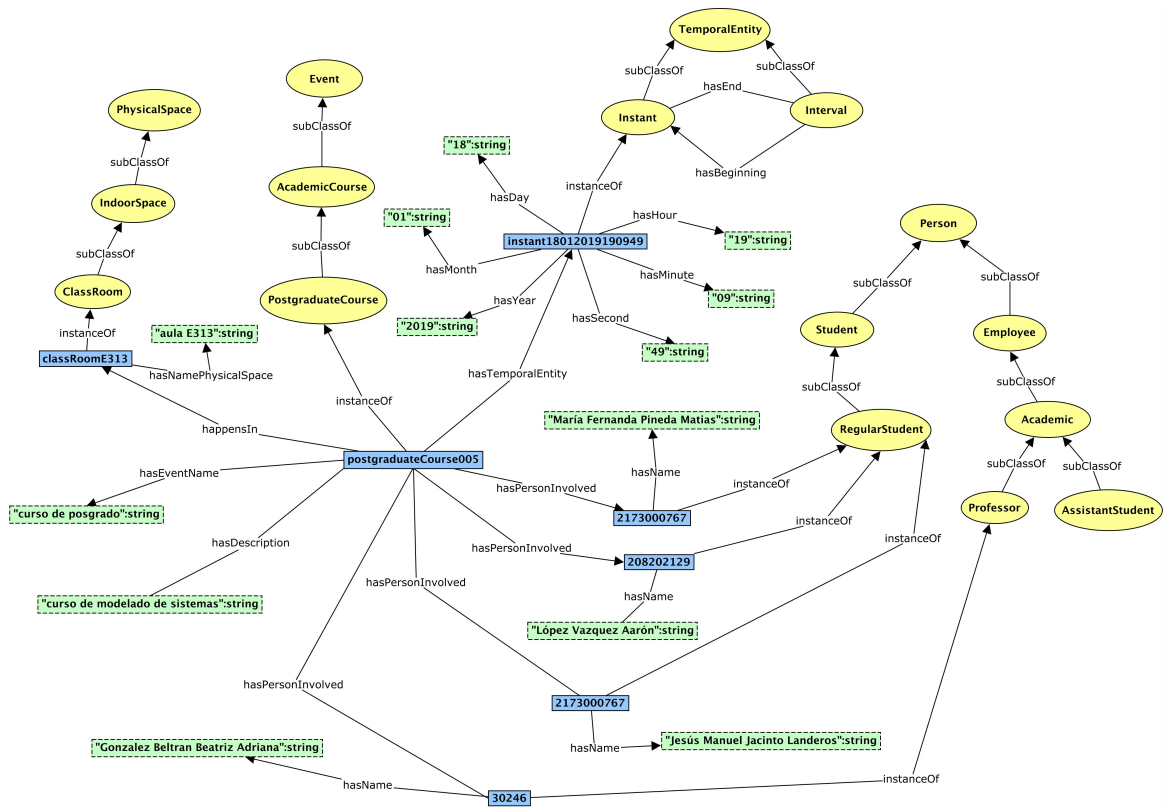 TemporalEntity
Event
subClassOf
subClassOf
hasEnd
PhysicalSpace
Instant
Interval
subClassOf
"18":string
subClassOf
hasBeginning
AcademicCourse
instanceOf
IndoorSpace
hasDay
"01":string
hasHour
Person
instant18012019190949
"19":string
subClassOf
subClassOf
hasMonth
hasMinute
subClassOf
subClassOf
ClassRoom
PostgraduateCourse
hasYear
"09":string
hasSecond
"2019":string
Student
Employee
instanceOf
"aula E313":string
"49":string
classRoomE313
hasNamePhysicalSpace
hasTemporalEntity
subClassOf
subClassOf
instanceOf
"María Fernanda Pineda Matias":string
Academic
happensIn
RegularStudent
postgraduateCourse005
hasEventName
hasName
subClassOf
subClassOf
hasPersonInvolved
instanceOf
"curso de posgrado":string
2173000767
Professor
AssistantStudent
instanceOf
hasDescription
hasPersonInvolved
instanceOf
208202129
hasPersonInvolved
hasName
"curso de modelado de sistemas":string
"López Vazquez Aarón":string
hasPersonInvolved
2173000767
"Gonzalez Beltran Beatriz Adriana":string
hasName
"Jesús Manuel Jacinto Landeros":string
hasName
instanceOf
30246